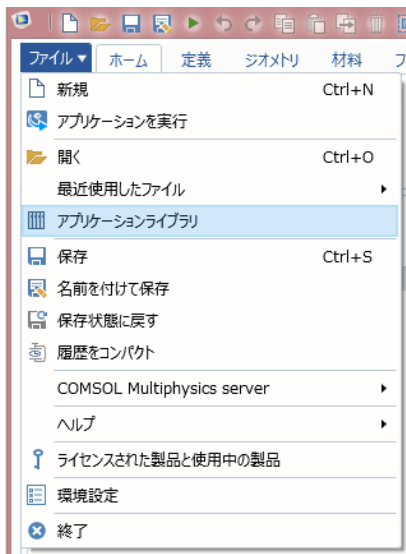 ファイル▼ ホーム 定義 ジオメトリ 材料
新規 Ctrl+N
アプリケーションを実行
開く Ctrl+O
最近使用したファイル
アプリケーションライブラリ
保存 Ctrl+S
名前を付けて保存
保存状態に戻す
履歴をコンパクト
COMSOL Multiphysics server
ヘルプ
ライセンスされた製品と使用中の製品
環境設定
終了